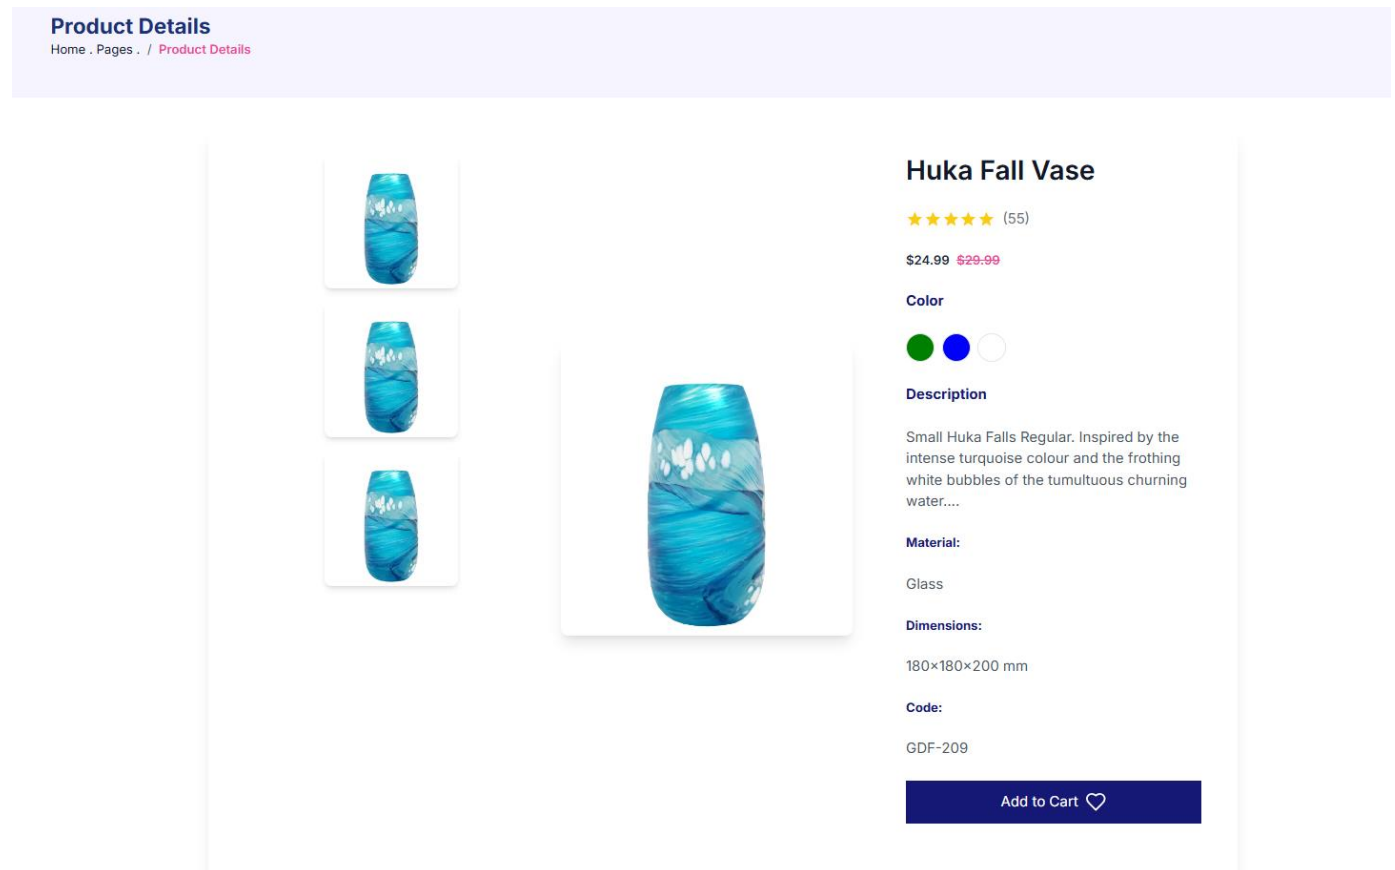 Product Details
Home . Pages . / Product Details
Huka Fall Vase
(55)
$24.99 $29.99
Color
Description
Small Huka Falls Regular. Inspired by the
intense turquoise colour and the frothing
white bubbles of the tumultuous churning
water....
Material:
Glass
Dimensions:
180×180×200 mm
Code:
GDF-209
Add to Cart